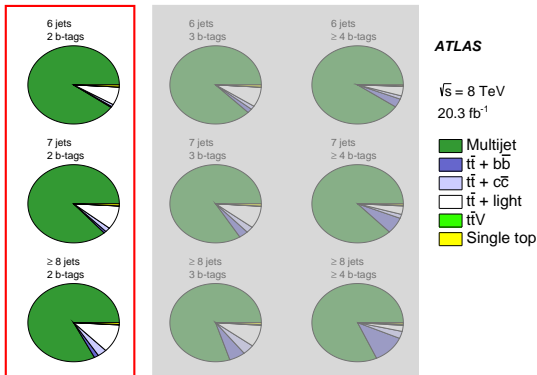 6 jets
2 b-tags
6 jets
3 b-tags
6 jets
≥ 4 b-tags
ATLAS
√s = 8 TeV
20.3 fb⁻¹
7 jets
2 b-tags
7 jets
3 b-tags
7 jets
≥ 4 b-tags
Multijet
tt̄ + bb̄
tt̄ + cc̄
tt̄ + light
tt̄V
Single top
≥ 8 jets
2 b-tags
≥ 8 jets
3 b-tags
≥ 8 jets
≥ 4 b-tags